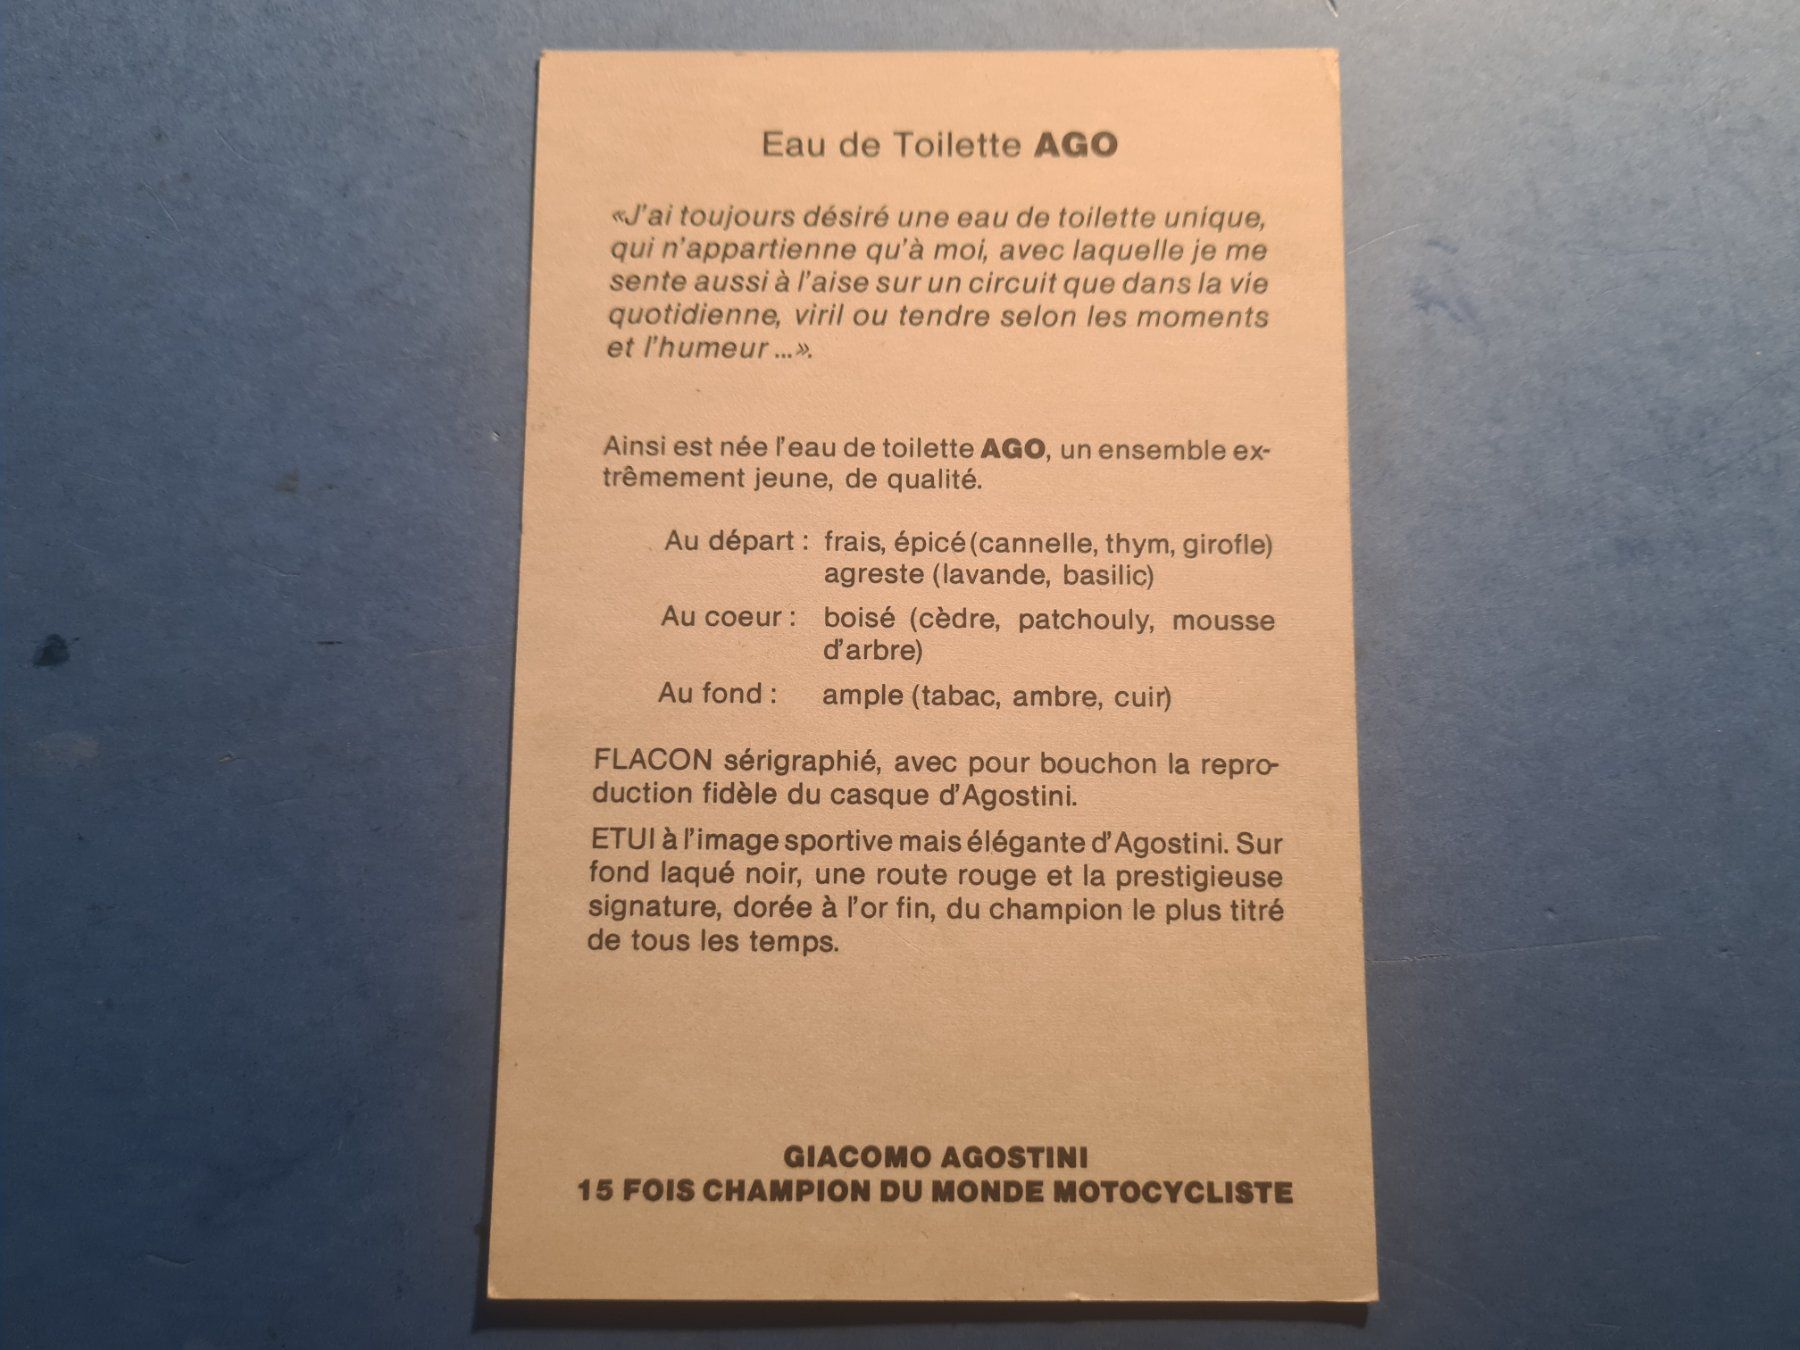 Eau de Toilette AGO
«J'ai toujours désiré une eau de toilette unique,
qui n'appartienne qu'à moi, avec laquelle je me
sente aussi à l'aise sur un circuit que dans la vie
quotidienne, viril ou tendre selon les moments
et l'humeur ...».
Ainsi est née l'eau de toilette AGO, un ensemble ex-
trêmement jeune, de qualité.
Au départ : frais, épicé (cannelle, thym, girofle)
agreste (lavande, basilic)
Au coeur : boisé (cèdre, patchouly, mousse
d'arbre)
Au fond : ample (tabac, ambre, cuir)
FLACON sérigraphié, avec pour bouchon la repro-
duction fidèle du casque d'Agostini.
ETUI à l'image sportive mais élégante d'Agostini. Sur
fond laqué noir, une route rouge et la prestigieuse
signature, dorée à l'or fin, du champion le plus titré
de tous les temps.
GIACOMO AGOSTINI
15 FOIS CHAMPION DU MONDE MOTOCYCLISTE